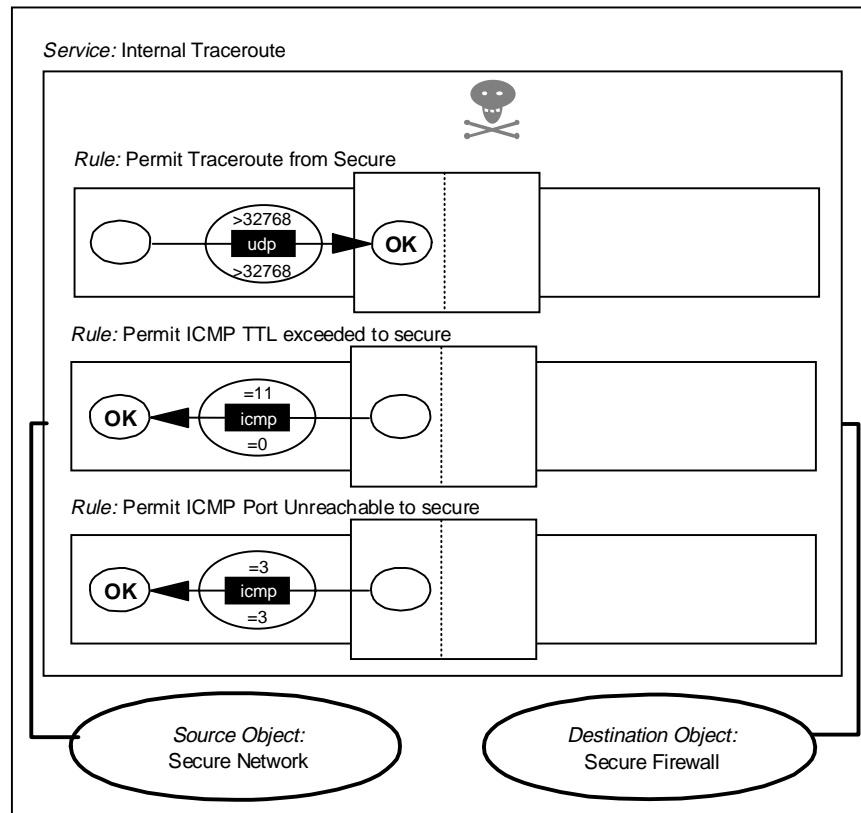 Service: Internal Traceroute
Rule: Permit Traceroute from Secure
>32768
udp
>32768
OK
Rule: Permit ICMP TTL exceeded to secure
OK
=11
icmp
=0
Rule: Permit ICMP Port Unreachable to secure
OK
=3
icmp
=3
Source Object:
Secure Network
Destination Object:
Secure Firewall